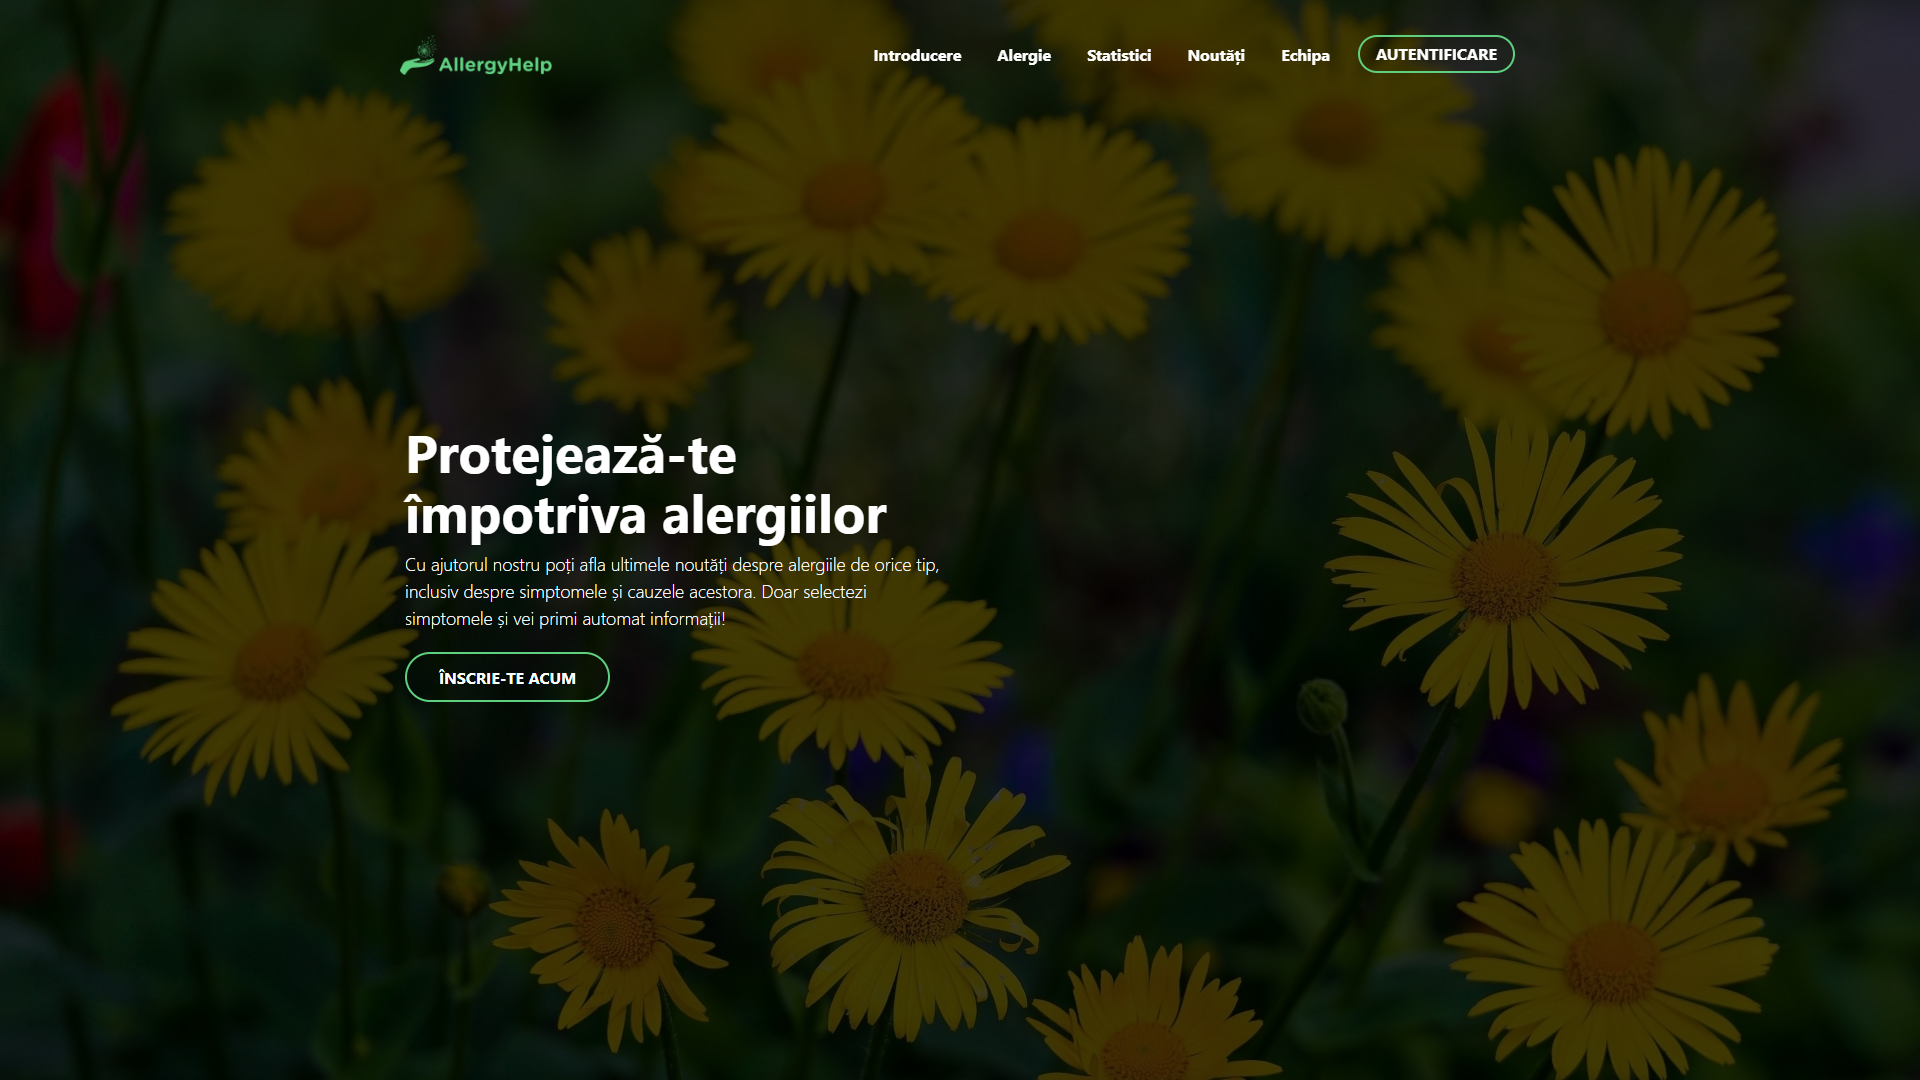 AllergyHelp
Introducere Alergie Statistici Noutăți Echipa AUTENTIFICARE
Protejează-te
împotriva alergiilor
Cu ajutorul nostru poți afla ultimele noutăți despre alergiile de orice tip,
inclusiv despre simptomele și cauzele acestora. Doar selectezi
simptomele și vei primi automat informații!
ÎNSCRIE-TE ACUM